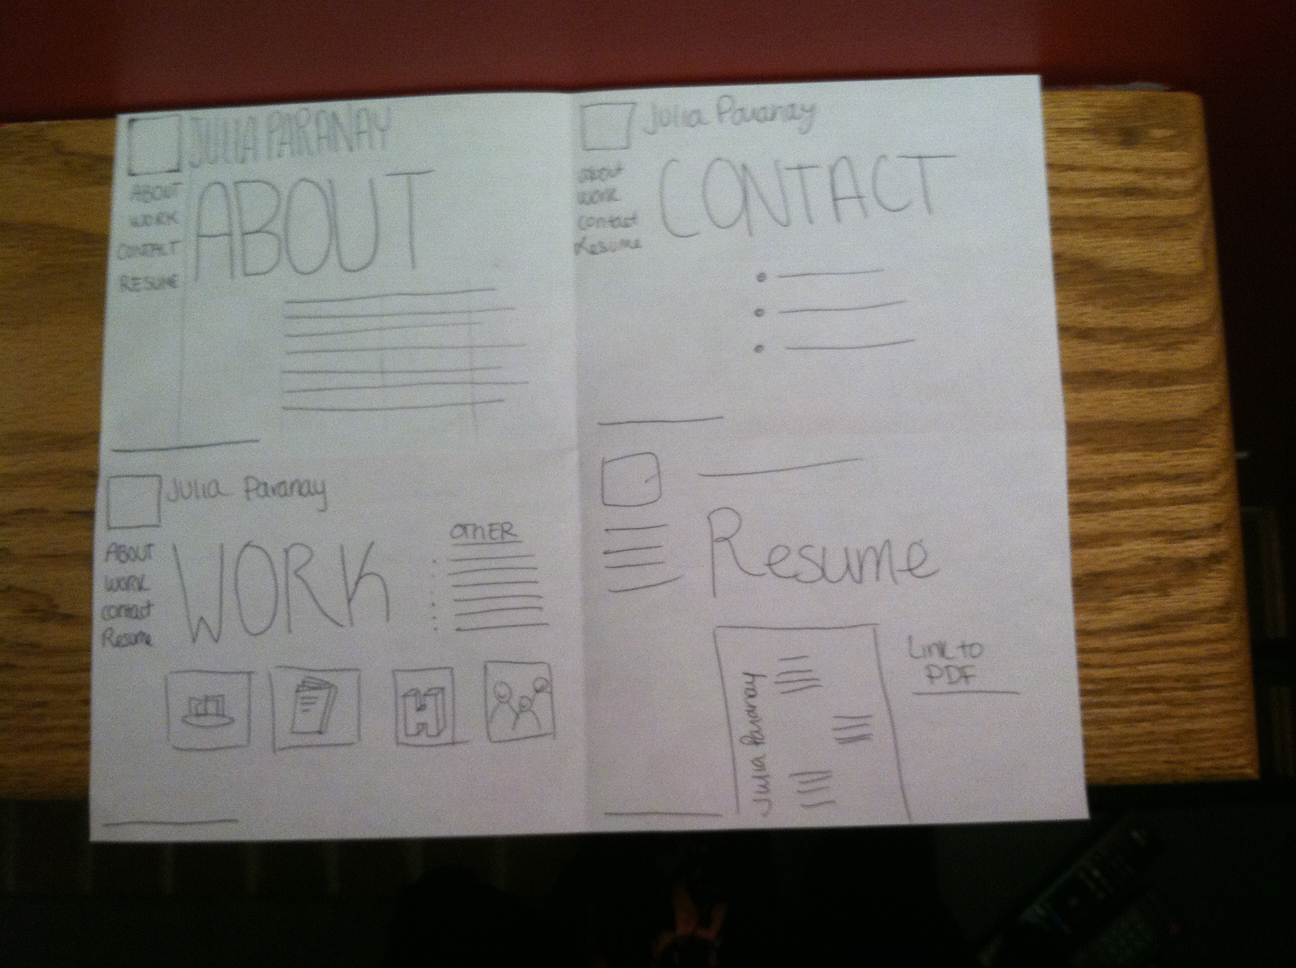 JULIA PARANAY
ABOUT
WORK
CONTACT
RESUME
ABOUT
Julia Paranay
about
work
contact
Resume
CONTACT
Julia Paranay
ABOUT
WORK
contact
Resume
WORK
OTHER
H
Resume
Julia Paranay
Link to
PDF